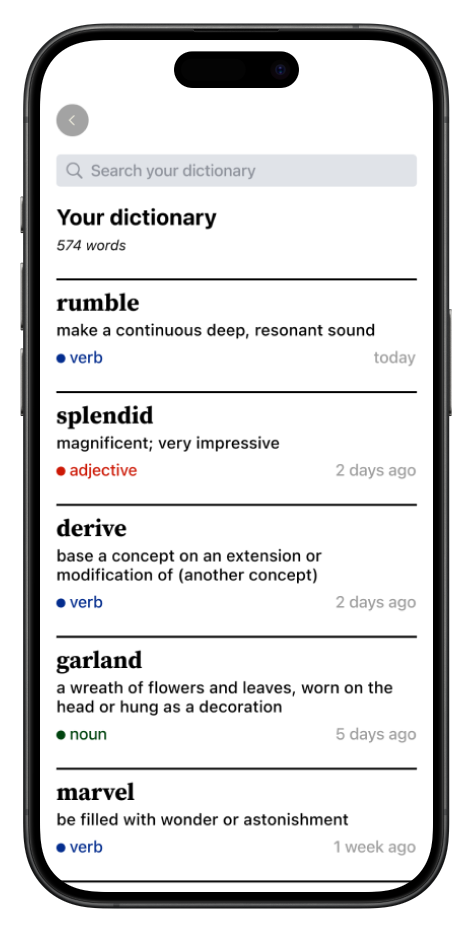 Search your dictionary
Your dictionary
574 words
rumble
make a continuous deep, resonant sound
verb
today
splendid
magnificent; very impressive
adjective
2 days ago
derive
base a concept on an extension or
modification of (another concept)
verb
2 days ago
garland
a wreath of flowers and leaves, worn on the
head or hung as a decoration
noun
5 days ago
marvel
be filled with wonder or astonishment
verb
1 week ago